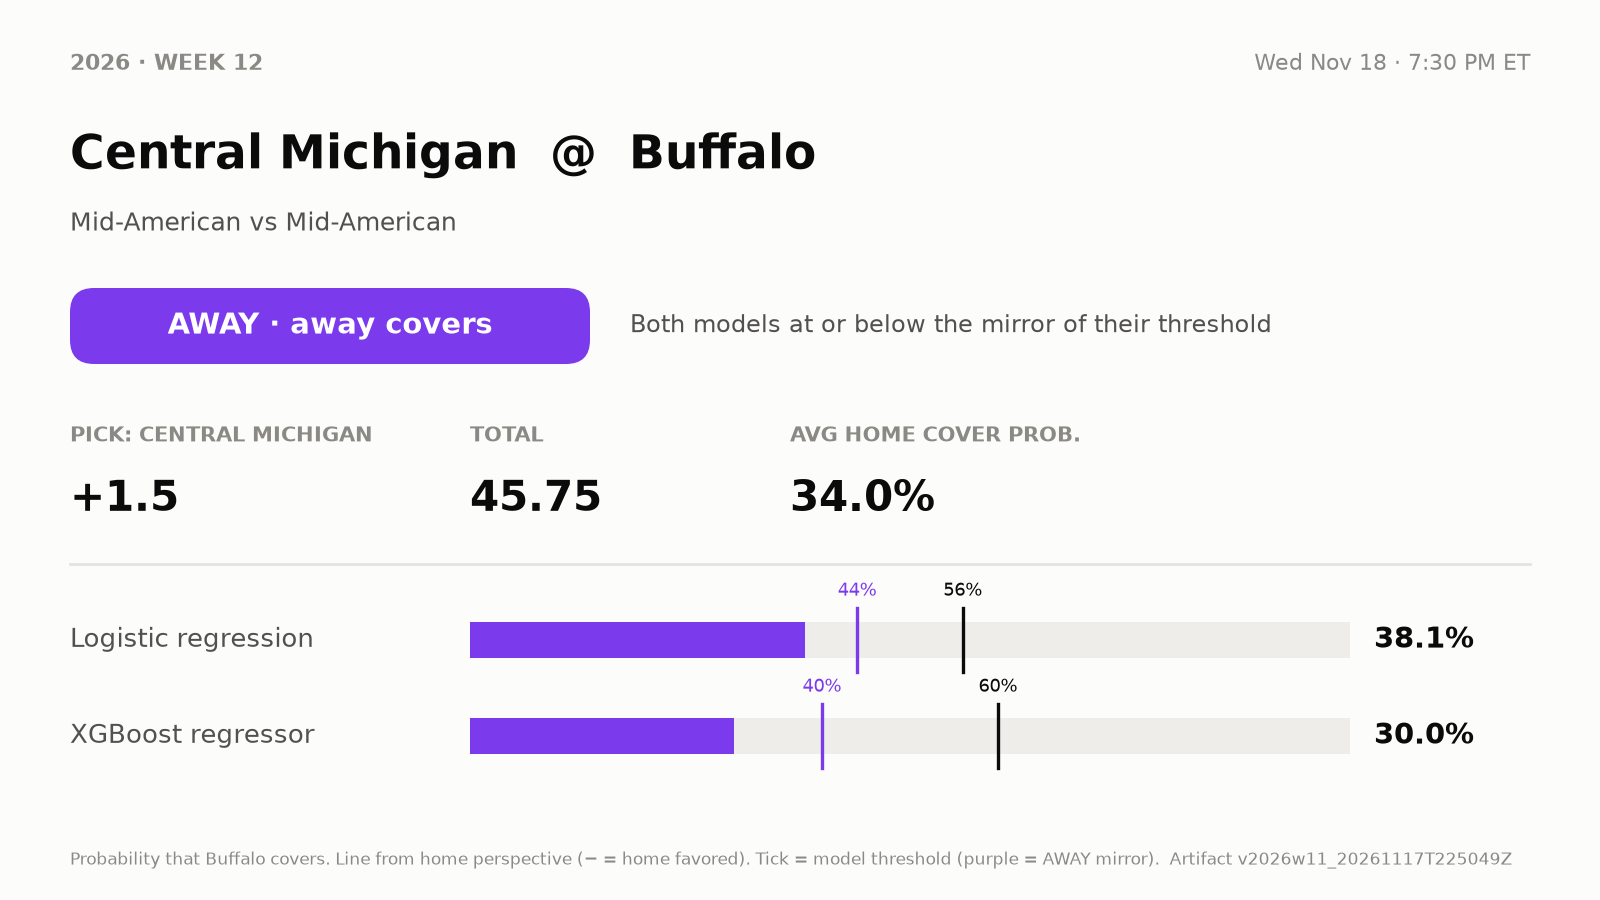 2026 · WEEK 12
Wed Nov 18 · 7:30 PM ET
Central Michigan @ Buffalo
Mid-American vs Mid-American
AWAY · away covers
Both models at or below the mirror of their threshold
PICK: CENTRAL MICHIGAN
TOTAL
AVG HOME COVER PROB.
+1.5
45.75
34.0%
44%
56%
Logistic regression
38.1%
40%
60%
XGBoost regressor
30.0%
Probability that Buffalo covers. Line from home perspective (− = home favored). Tick = model threshold (purple = AWAY mirror). Artifact v2026w11_20261117T225049Z